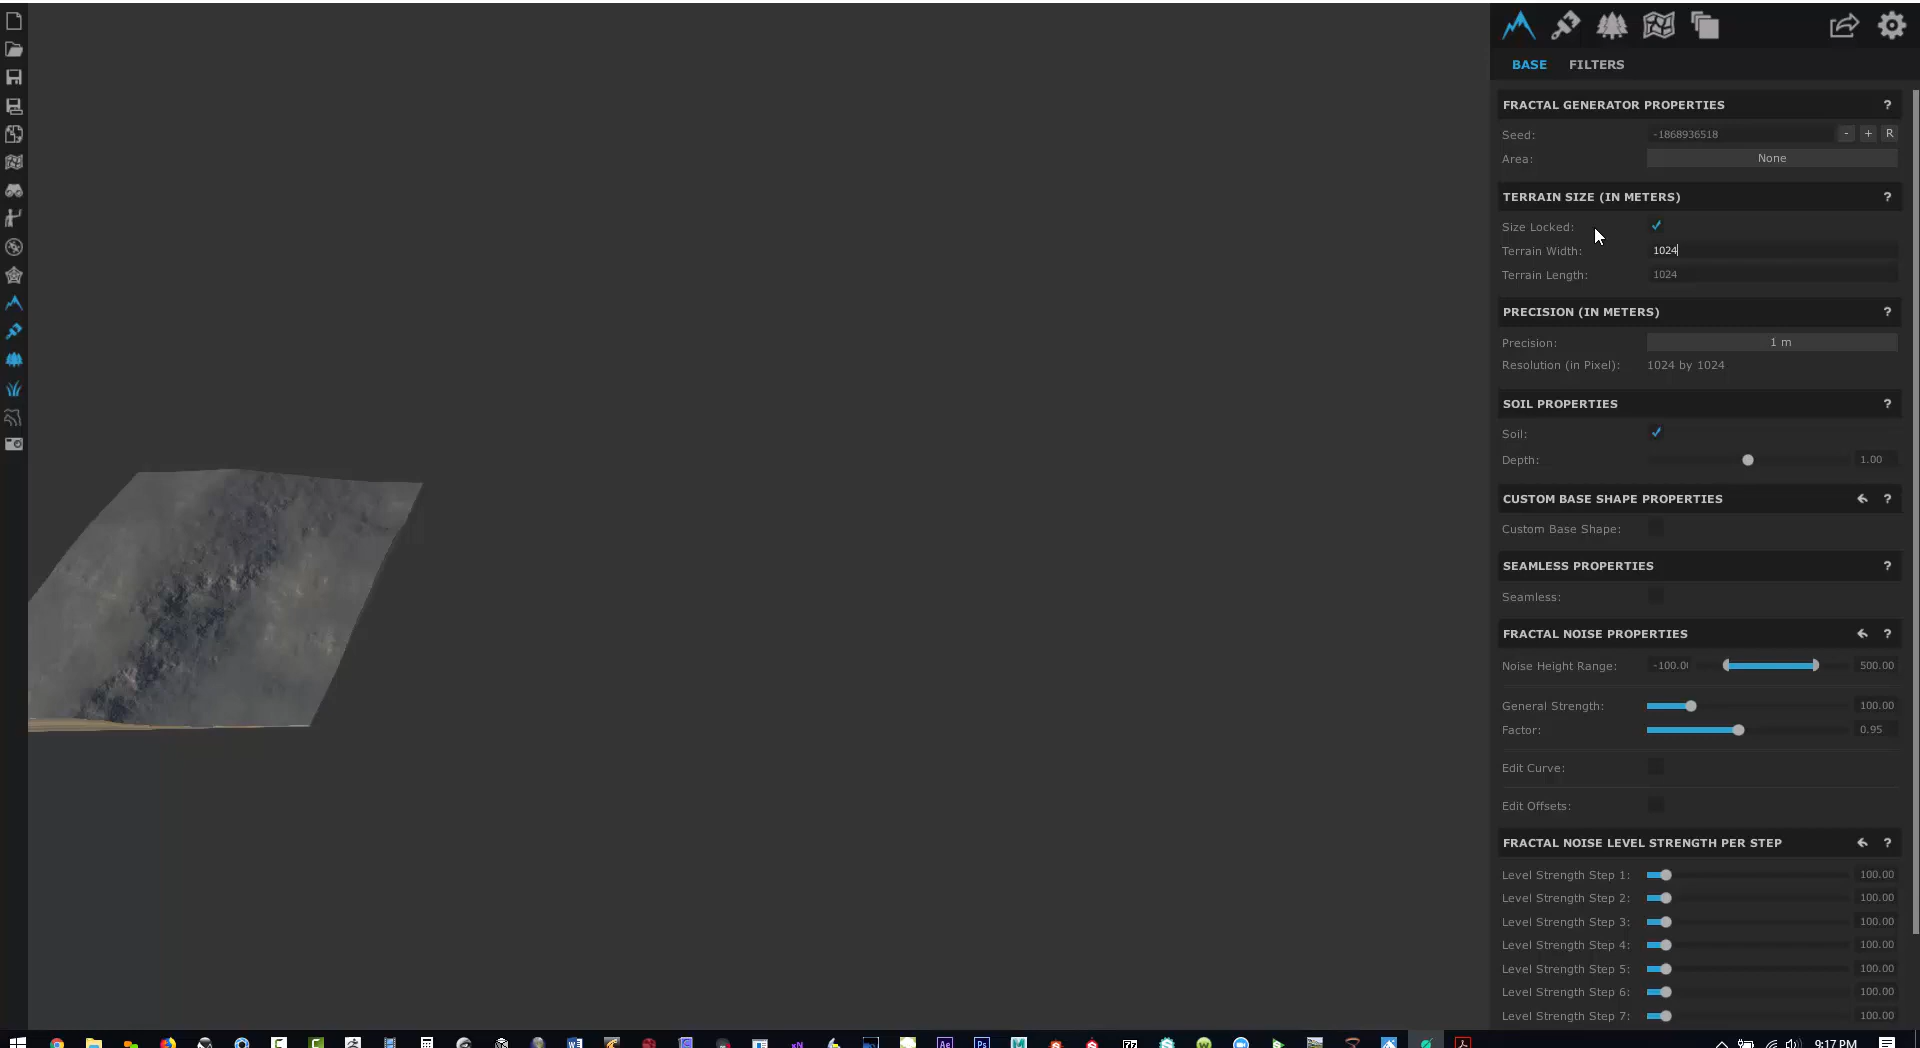 BASE FILTERS
FRACTAL GENERATOR PROPERTIES ?
Seed: -1868936518 - + R
Area: None
TERRAIN SIZE (IN METERS) ?
Size Locked:
Terrain Width: 1024
Terrain Length: 1024
PRECISION (IN METERS) ?
Precision: 1 m
Resolution (in Pixel): 1024 by 1024
SOIL PROPERTIES ?
Soil:
Depth: 1.00
CUSTOM BASE SHAPE PROPERTIES ?
Custom Base Shape:
SEAMLESS PROPERTIES ?
Seamless:
FRACTAL NOISE PROPERTIES ?
Noise Height Range: -100.0 500.00
General Strength: 100.00
Factor: 0.95
Edit Curve:
Edit Offsets:
FRACTAL NOISE LEVEL STRENGTH PER STEP ?
Level Strength Step 1: 100.00
Level Strength Step 2: 100.00
Level Strength Step 3: 100.00
Level Strength Step 4: 100.00
Level Strength Step 5: 100.00
Level Strength Step 6: 100.00
Level Strength Step 7: 100.00
9:17 PM